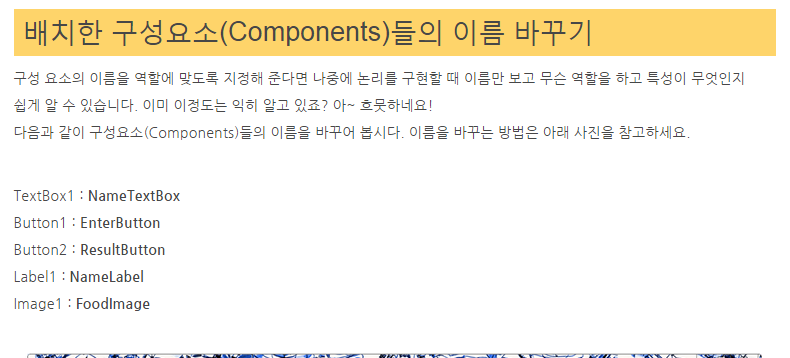 배치한 구성요소(Components)들의 이름 바꾸기
구성 요소의 이름을 역할에 맞도록 지정해 준다면 나중에 논리를 구현할 때 이름만 보고 무슨 역할을 하고 특성이 무엇인지
쉽게 알 수 있습니다. 이미 이정도는 익히 알고 있죠? 아~ 흐뭇하네요!
다음과 같이 구성요소(Components)들의 이름을 바꾸어 봅시다. 이름을 바꾸는 방법은 아래 사진을 참고하세요.
TextBox1 : NameTextBox
Button1 : EnterButton
Button2 : ResultButton
Label1 : NameLabel
Image1 : FoodImage